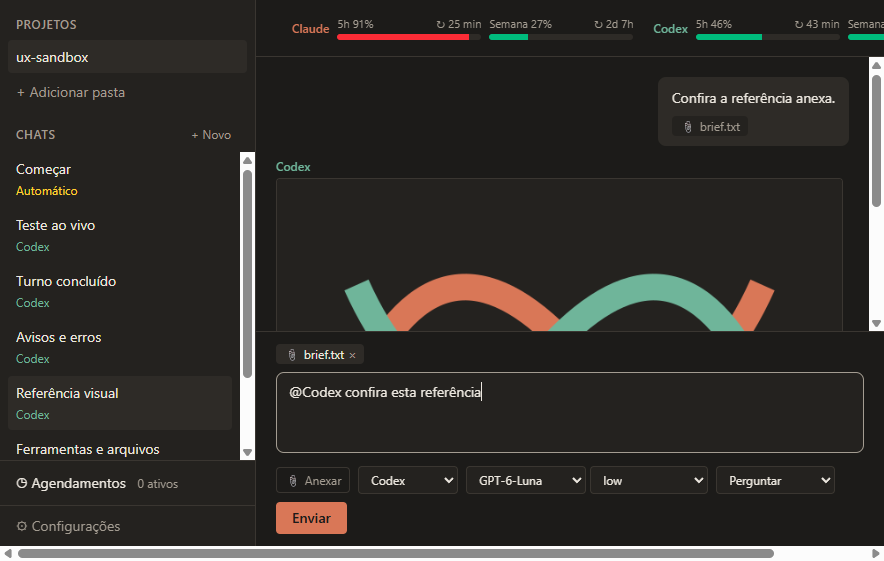 PROJETOS
ux-sandbox
+ Adicionar pasta
CHATS + Novo
Começar
Automático
Teste ao vivo
Codex
Turno concluído
Codex
Avisos e erros
Codex
Referência visual
Codex
Ferramentas e arquivos
Agendamentos 0 ativos
Configurações
Claude 5h 91% ↻ 25 min Semana 27% ↻ 2d 7h Codex 5h 46% ↻ 43 min Semana
Confira a referência anexa.
brief.txt
Codex
brief.txt ×
@Codex confira esta referência
Anexar Codex GPT-6-Luna low Perguntar
Enviar